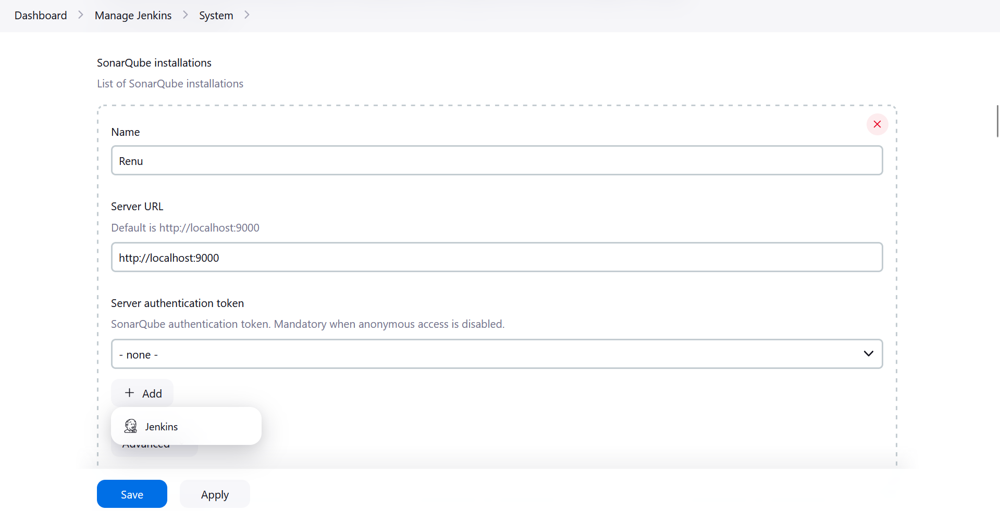 Dashboard > Manage Jenkins > System >
SonarQube installations
List of SonarQube installations
Name
Renu
Server URL
Default is http://localhost:9000
http://localhost:9000
Server authentication token
SonarQube authentication token. Mandatory when anonymous access is disabled.
- none -
+ Add
Jenkins
Advanced
Save Apply